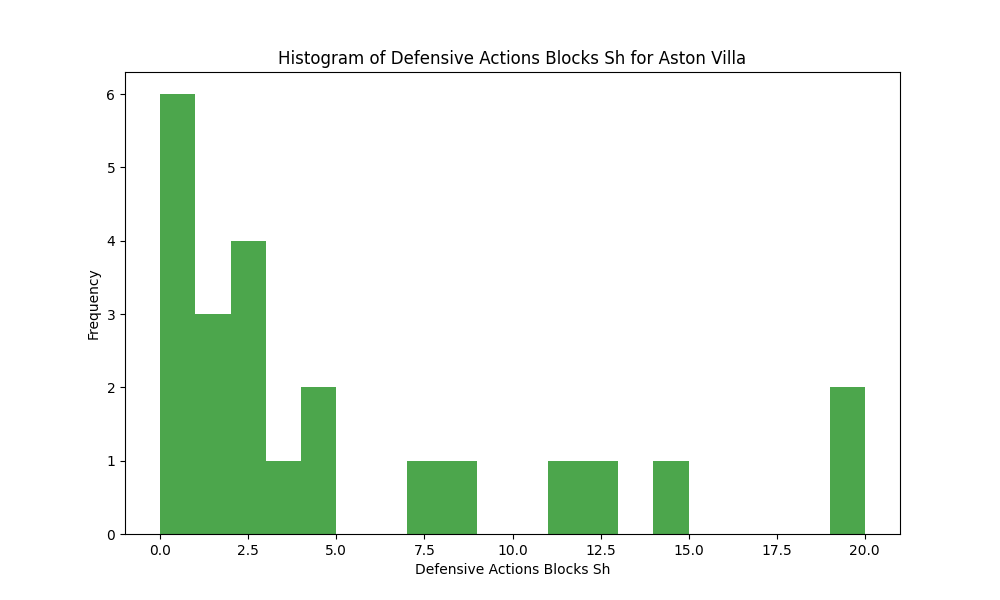 Histogram of Defensive Actions Blocks Sh for Aston Villa
6
5
4
3
2
1
0
Frequency
0.0 2.5 5.0 7.5 10.0 12.5 15.0 17.5 20.0
Defensive Actions Blocks Sh